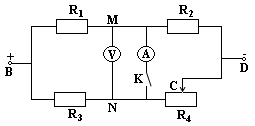 R₁ M R₂
+ V A -
B K C D
R₃ N R₄